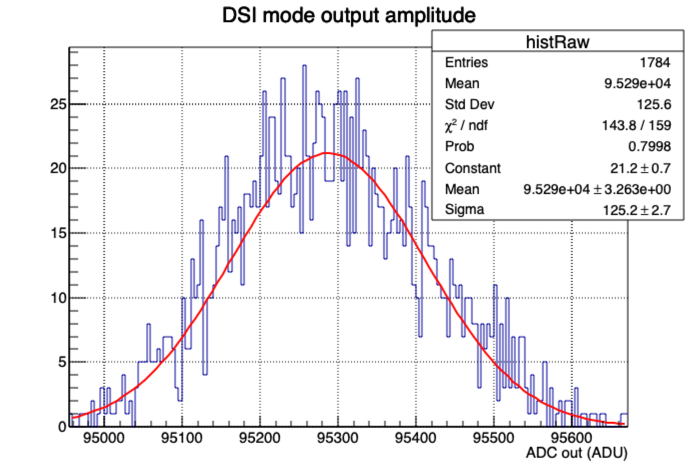 DSI mode output amplitude
histRaw
Entries 1784
Mean 9.529e+04
Std Dev 125.6
χ² / ndf 143.8 / 159
Prob 0.7998
Constant 21.2 ± 0.7
Mean 9.529e+04 ± 3.263e+00
Sigma 125.2 ± 2.7
25
20
15
10
5
0
95000 95100 95200 95300 95400 95500 95600
ADC out (ADU)